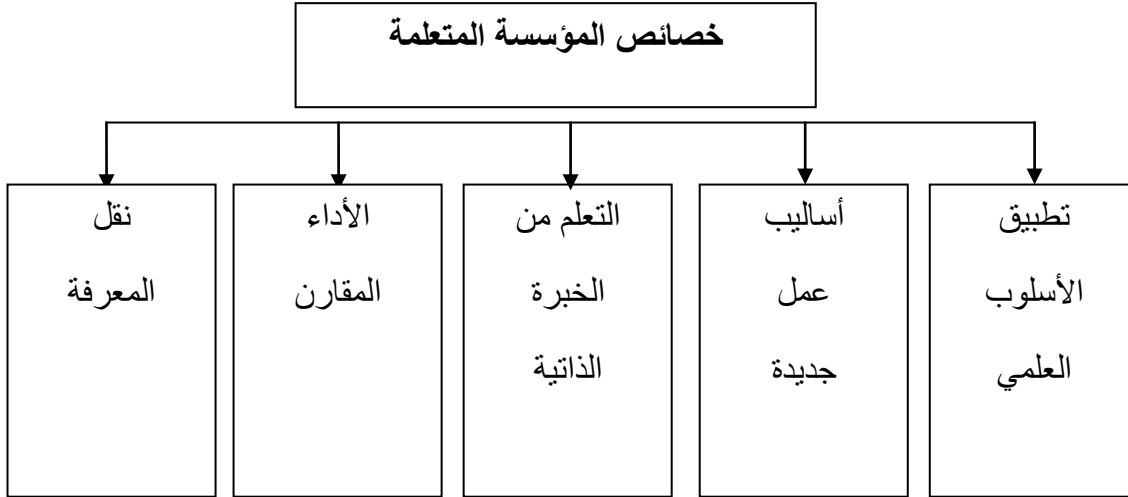 خصائص المؤسسة المتعلمة
تطبيق
الأسلوب
العلمي
أساليب
عمل
جديدة
التعلم من
الخبرة
الذاتية
الأداء
المقارن
نقل
المعرفة